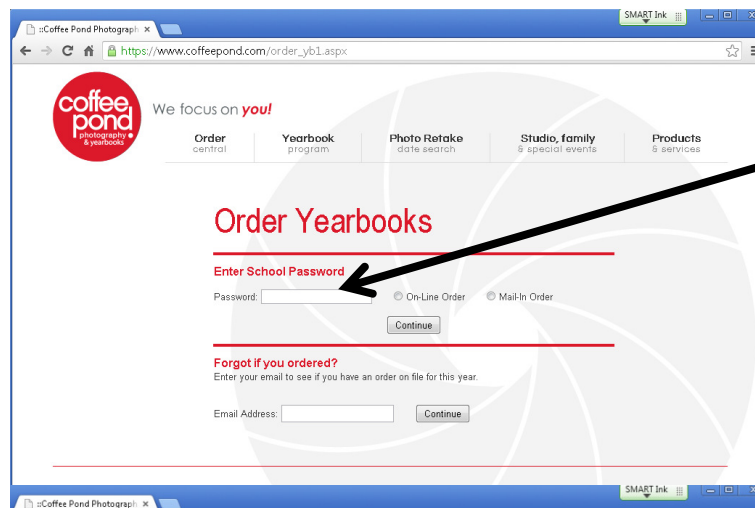 SMART Ink
::Coffee Pond Photograph
https://www.coffeepond.com/order_yb1.aspx
coffee
pond
photography
& yearbooks
We focus on you!
Order Yearbook Photo Retake Studio, family Products
central program date search & special events & services
Order Yearbooks
Enter School Password
Password: On-Line Order Mail-In Order
Continue
Forgot if you ordered?
Enter your email to see if you have an order on file for this year.
Email Address: Continue
SMART Ink
::Coffee Pond Photograph